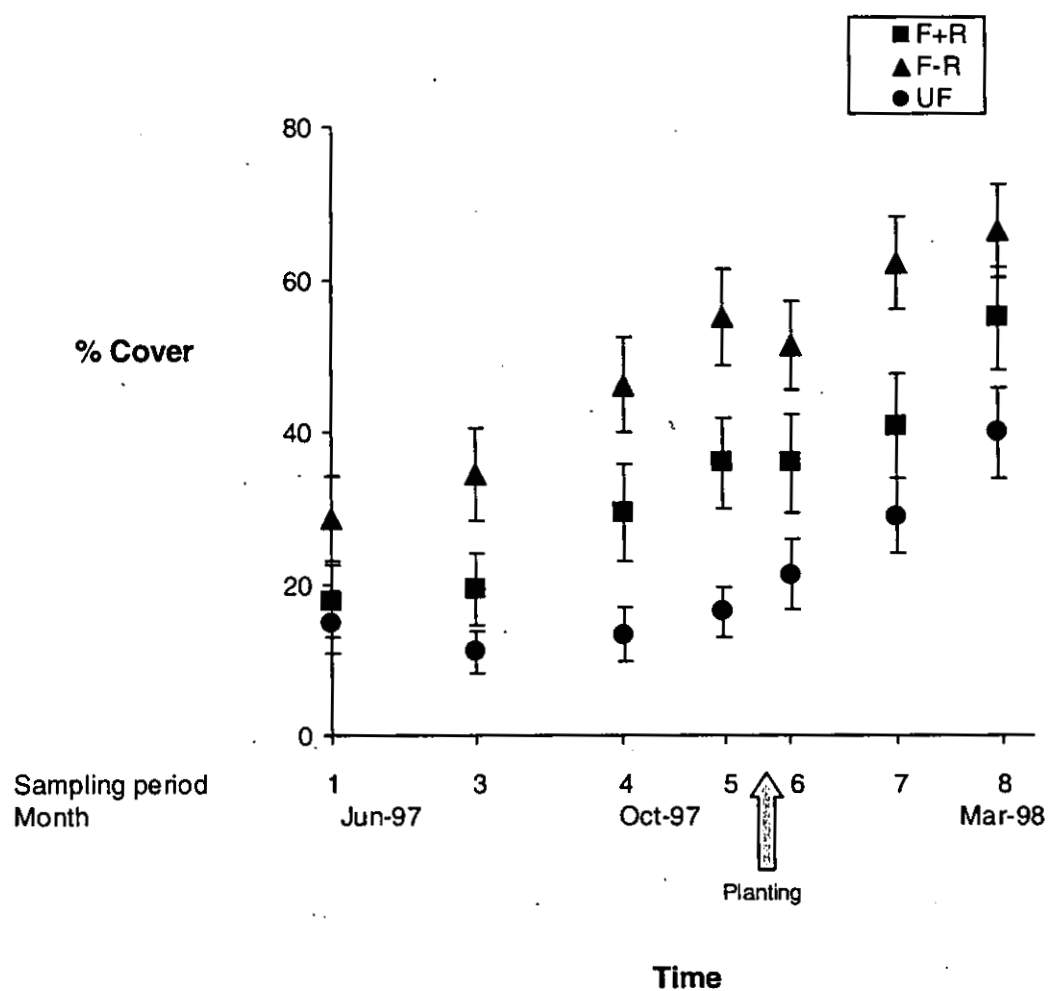 F+R
F-R
UF
80
60
% Cover
40
20
0
Sampling period 1 3 4 5 6 7 8
Month Jun-97 Oct-97 Mar-98
Planting
Time